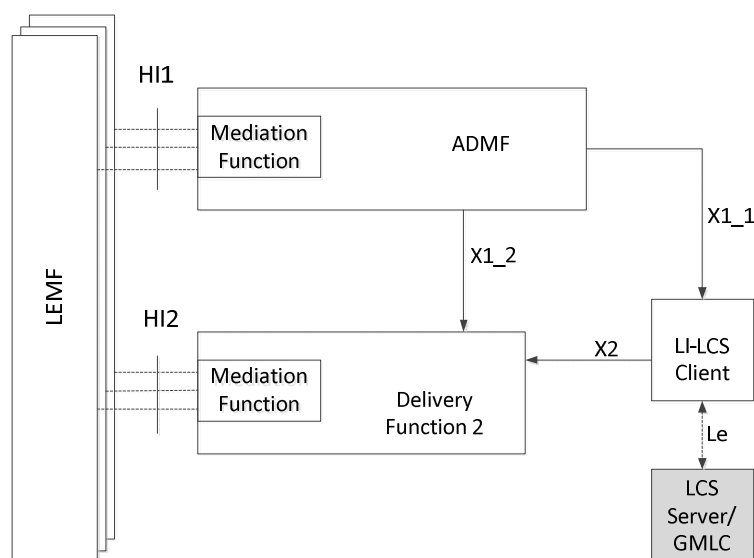 HI1
Mediation
Function
ADMF
X1_1
X1_2
LEMF
HI2
Mediation
Function
Delivery
Function 2
X2
LI-LCS
Client
Le
LCS
Server/
GMLC